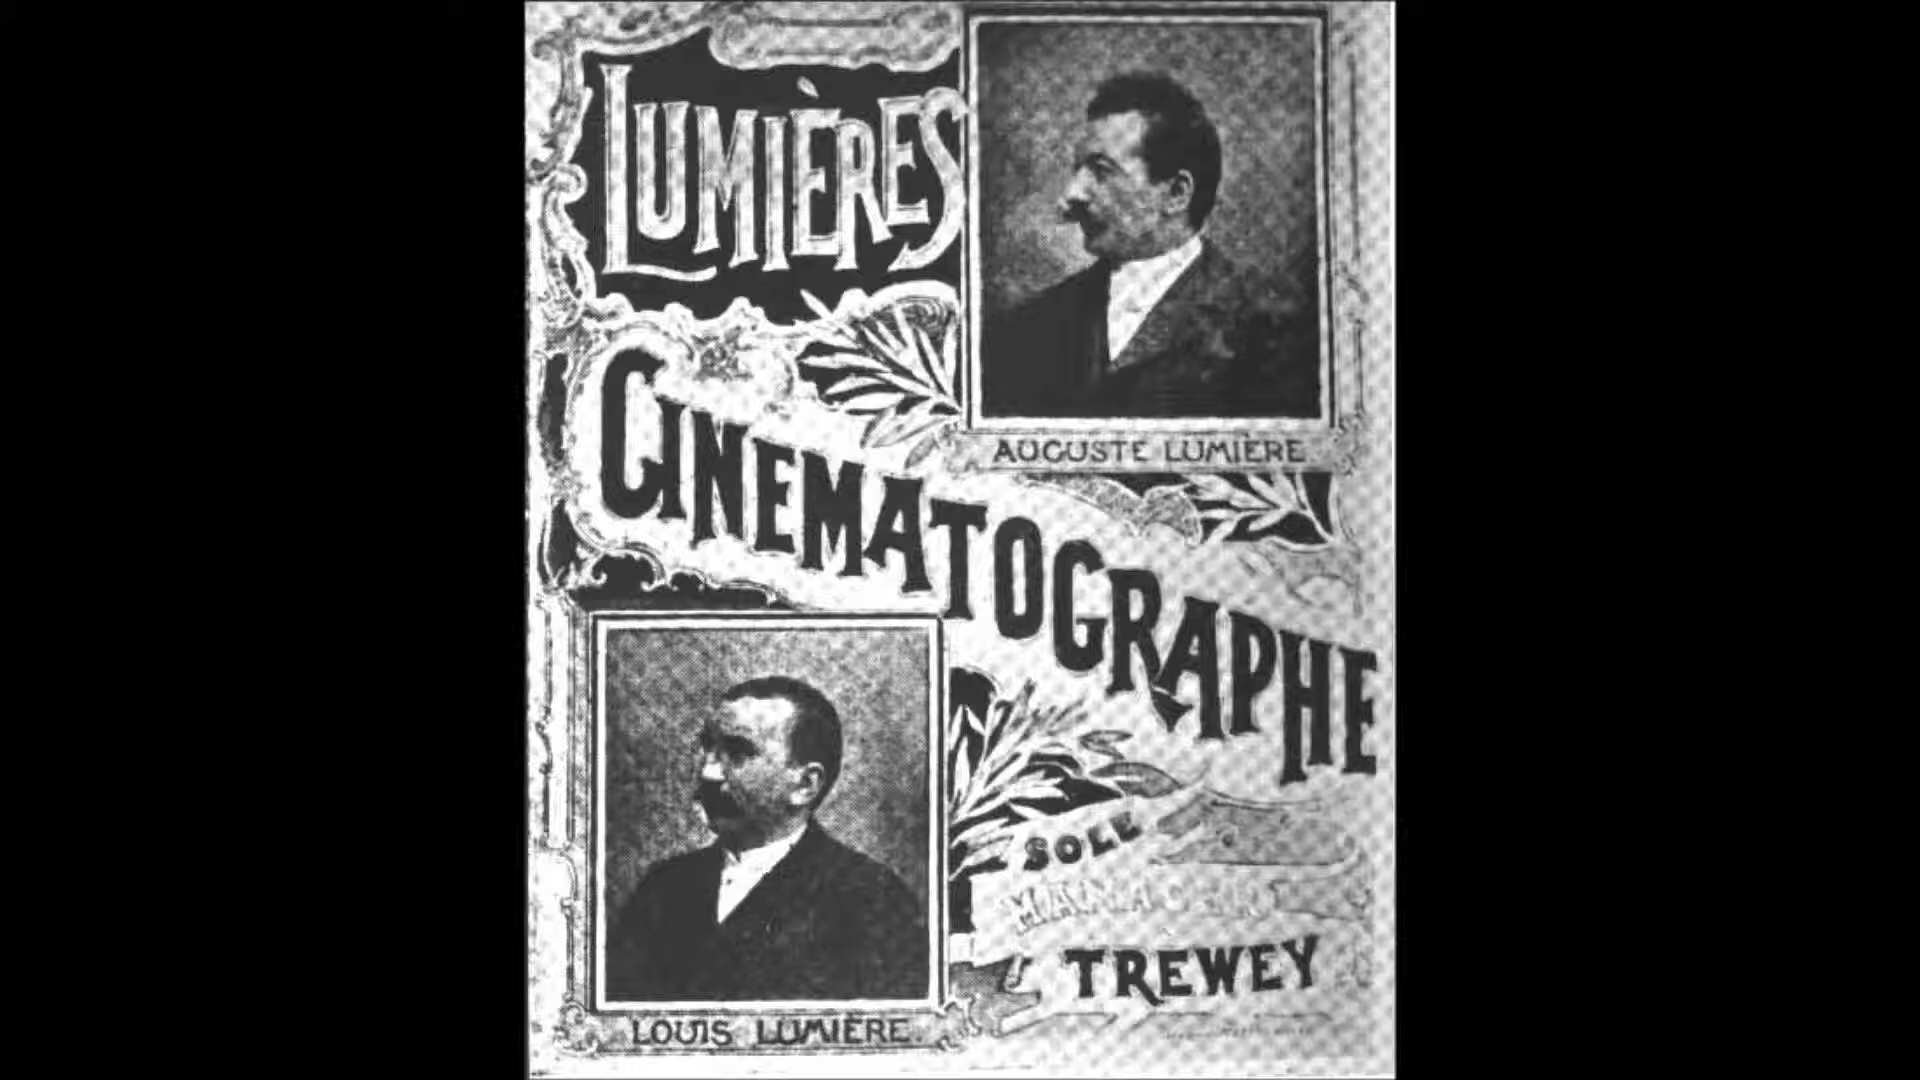 LUMIÈRES
AUGUSTE LUMIÈRE
CINEMATOGRAPHE
SOLE
TREWEY
LOUIS LUMIÈRE.